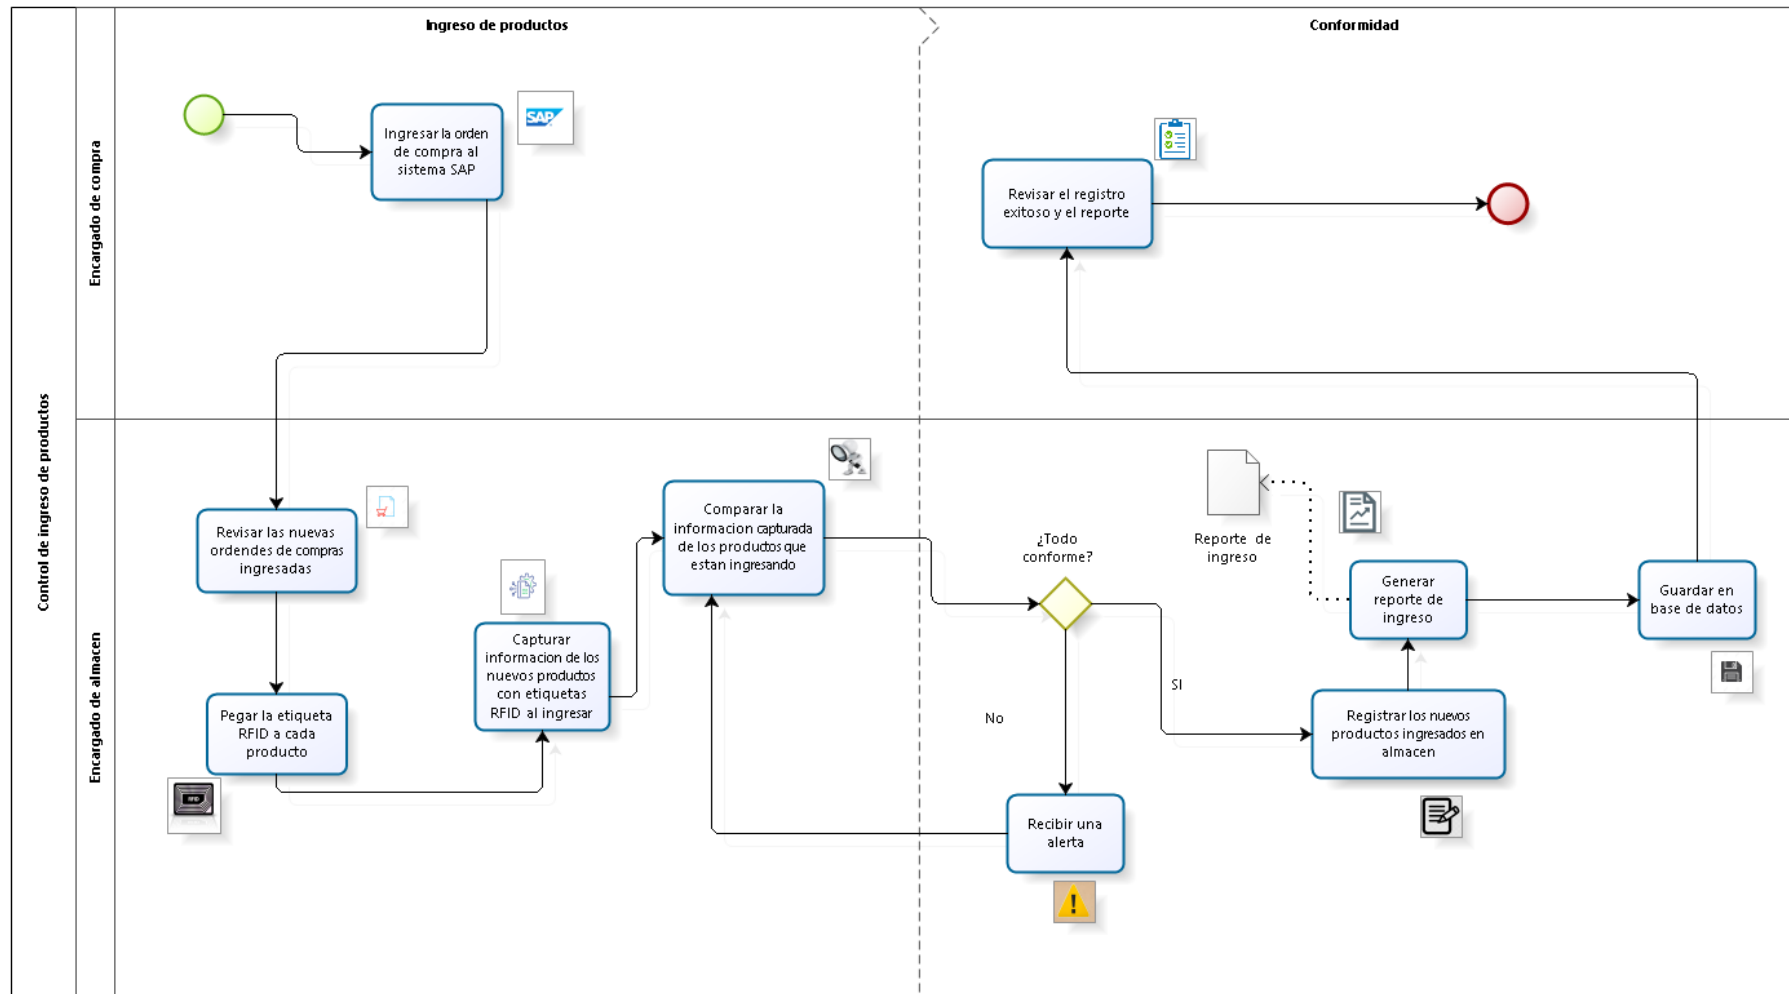 Ingreso de productos
Conformidad
Control de ingreso de productos
Encargado de compra
Ingresar la orden
de compra al
sistema SAP
SAP
Revisar el registro
exitoso y el reporte
Encargado de almacen
Revisar las nuevas
ordendes de compras
ingresadas
Pegar la etiqueta
RFID a cada
producto
RFID
Capturar
informacion de los
nuevos productos
con etiquetas
RFID al ingresar
Comparar la
informacion capturada
de los productos que
estan ingresando
¿Todo
conforme?
No
SI
Recibir una
alerta
Registrar los nuevos
productos ingresados en
almacen
Generar
reporte de
ingreso
Reporte de
ingreso
Guardar en
base de datos